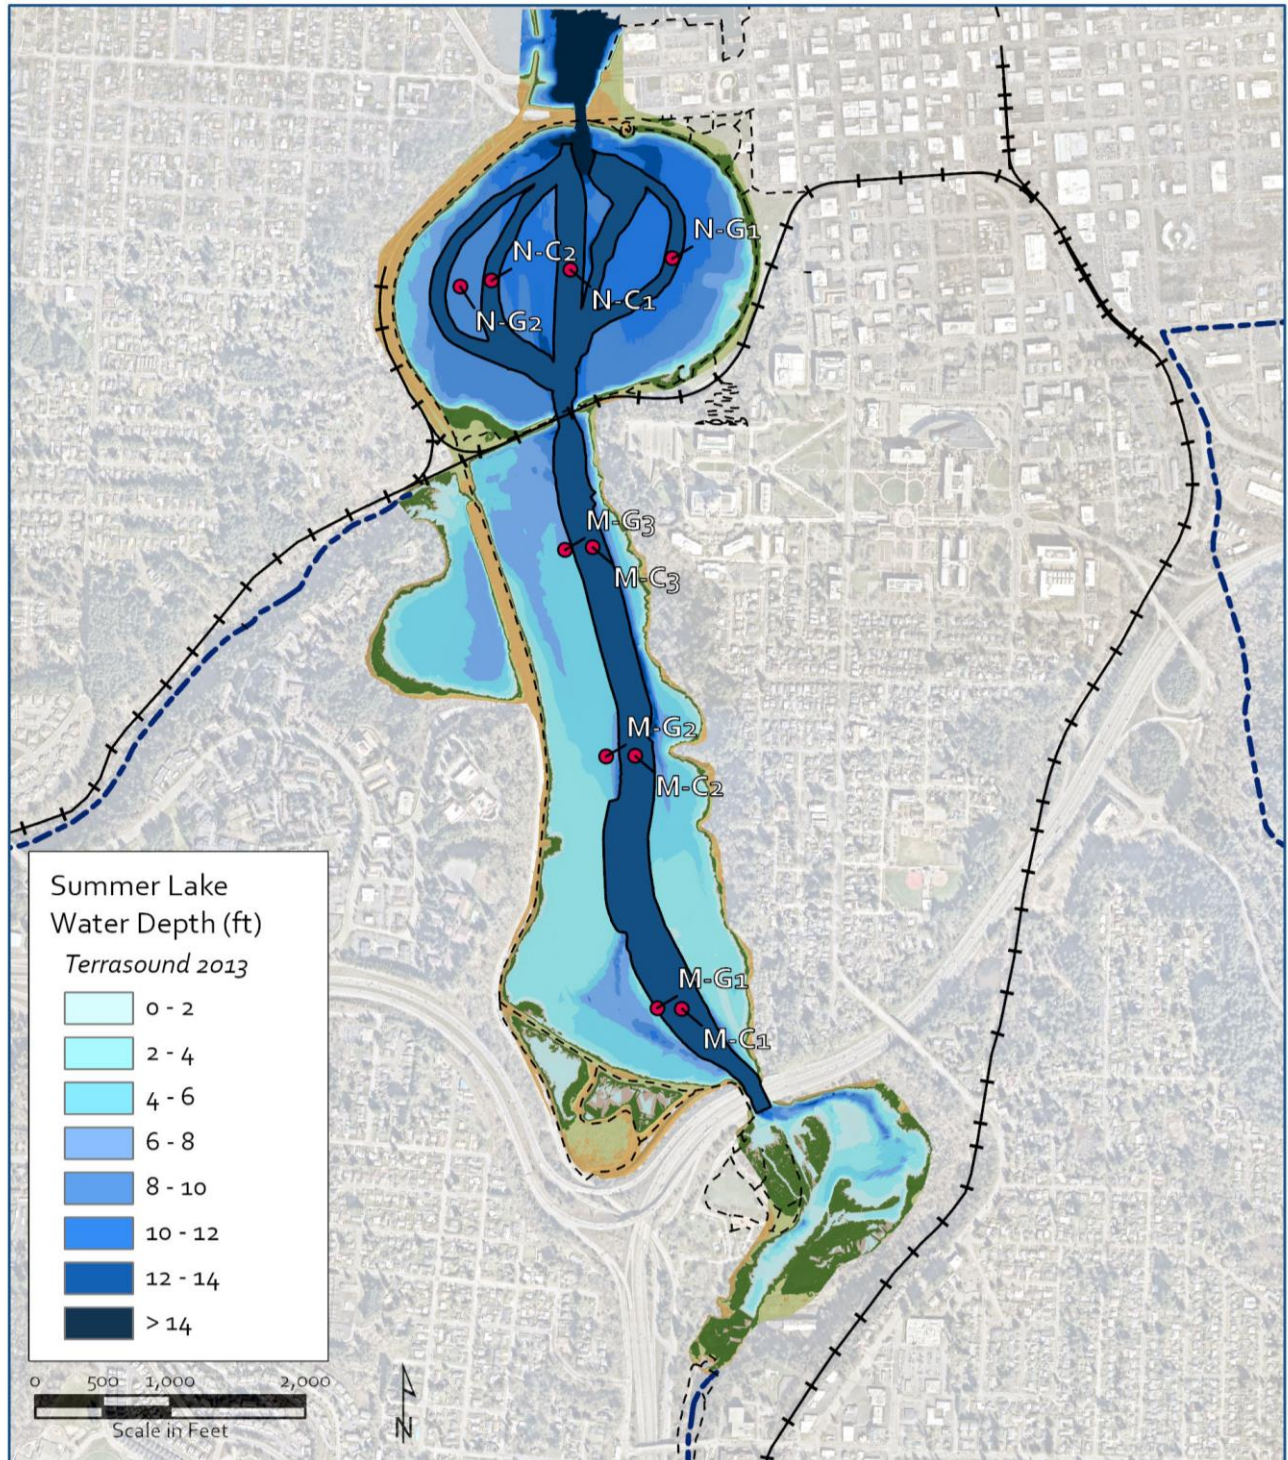 N-G1
N-C2
N-C1
N-G2
M-G3
M-C3
M-G2
M-C2
M-G1
M-C1
Summer Lake
Water Depth (ft)
Terrasound 2013
0 - 2
2 - 4
4 - 6
6 - 8
8 - 10
10 - 12
12 - 14
> 14
0 500 1,000 2,000
Scale in Feet
N